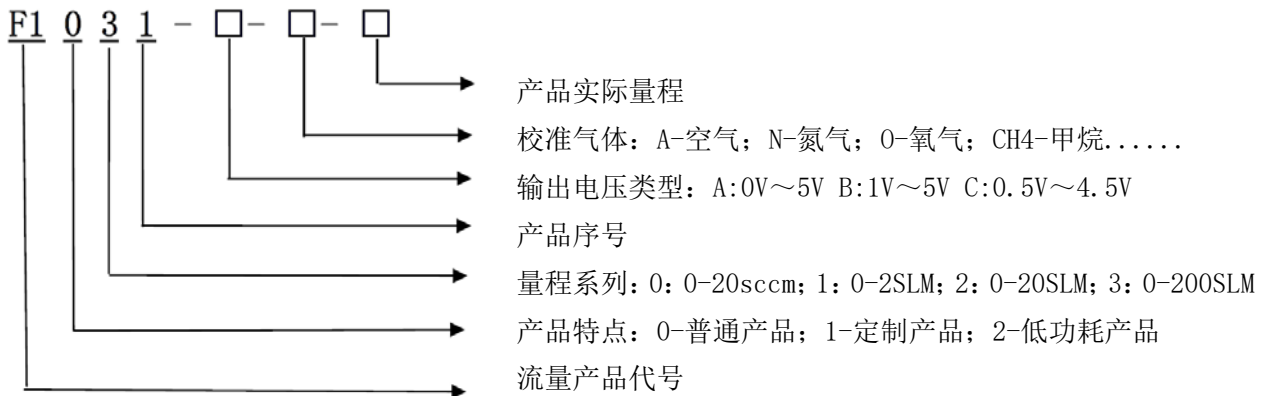 F1 0 3 1 - □- □- □
产品实际量程
校准气体：A-空气；N-氮气；O-氧气；CH4-甲烷......
输出电压类型：A:0V～5V B:1V～5V C:0.5V～4.5V
产品序号
量程系列：0：0-20sccm；1：0-2SLM；2：0-20SLM；3：0-200SLM
产品特点：0-普通产品；1-定制产品；2-低功耗产品
流量产品代号